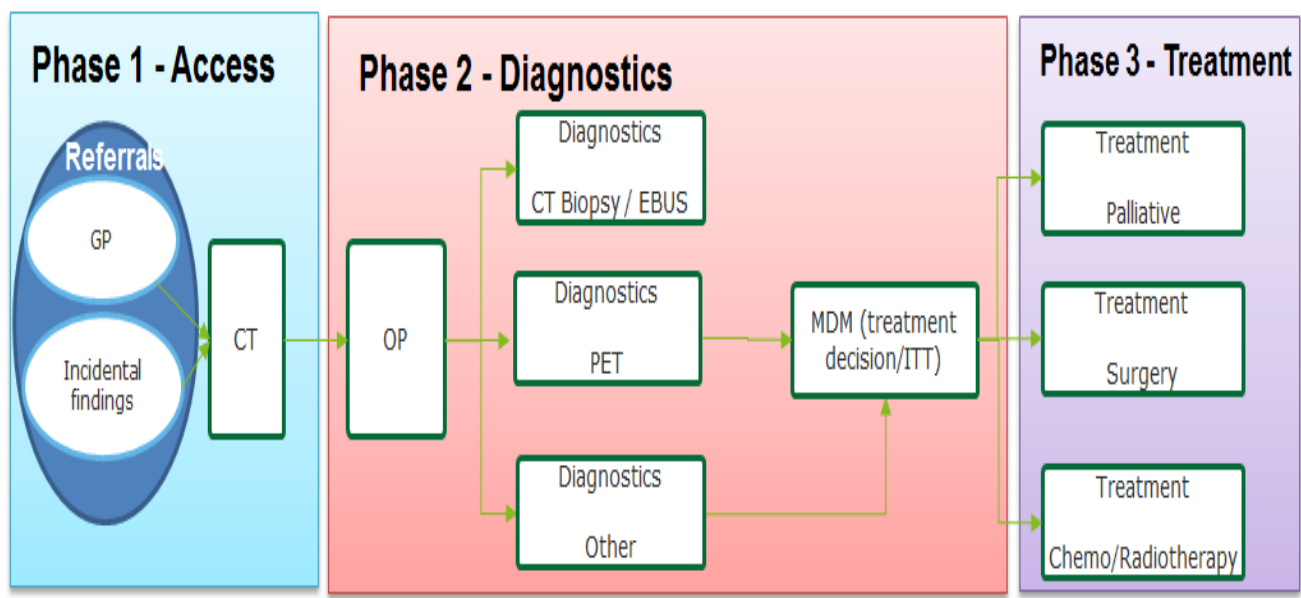 Phase 1 - Access
Referrals
GP
Incidental
findings
CT
Phase 2 - Diagnostics
OP
Diagnostics
CT Biopsy / EBUS
Diagnostics
PET
Diagnostics
Other
MDM (treatment
decision/ITT)
Phase 3 - Treatment
Treatment
Palliative
Treatment
Surgery
Treatment
Chemo/Radiotherapy